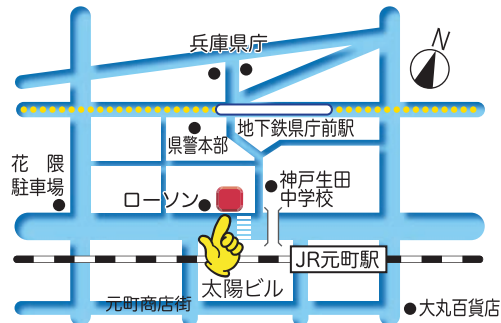 兵庫県庁
N
地下鉄県庁前駅
県警本部
花隈
駐車場
神戸生田
中学校
ローソン
JR元町駅
太陽ビル
元町商店街
大丸百貨店